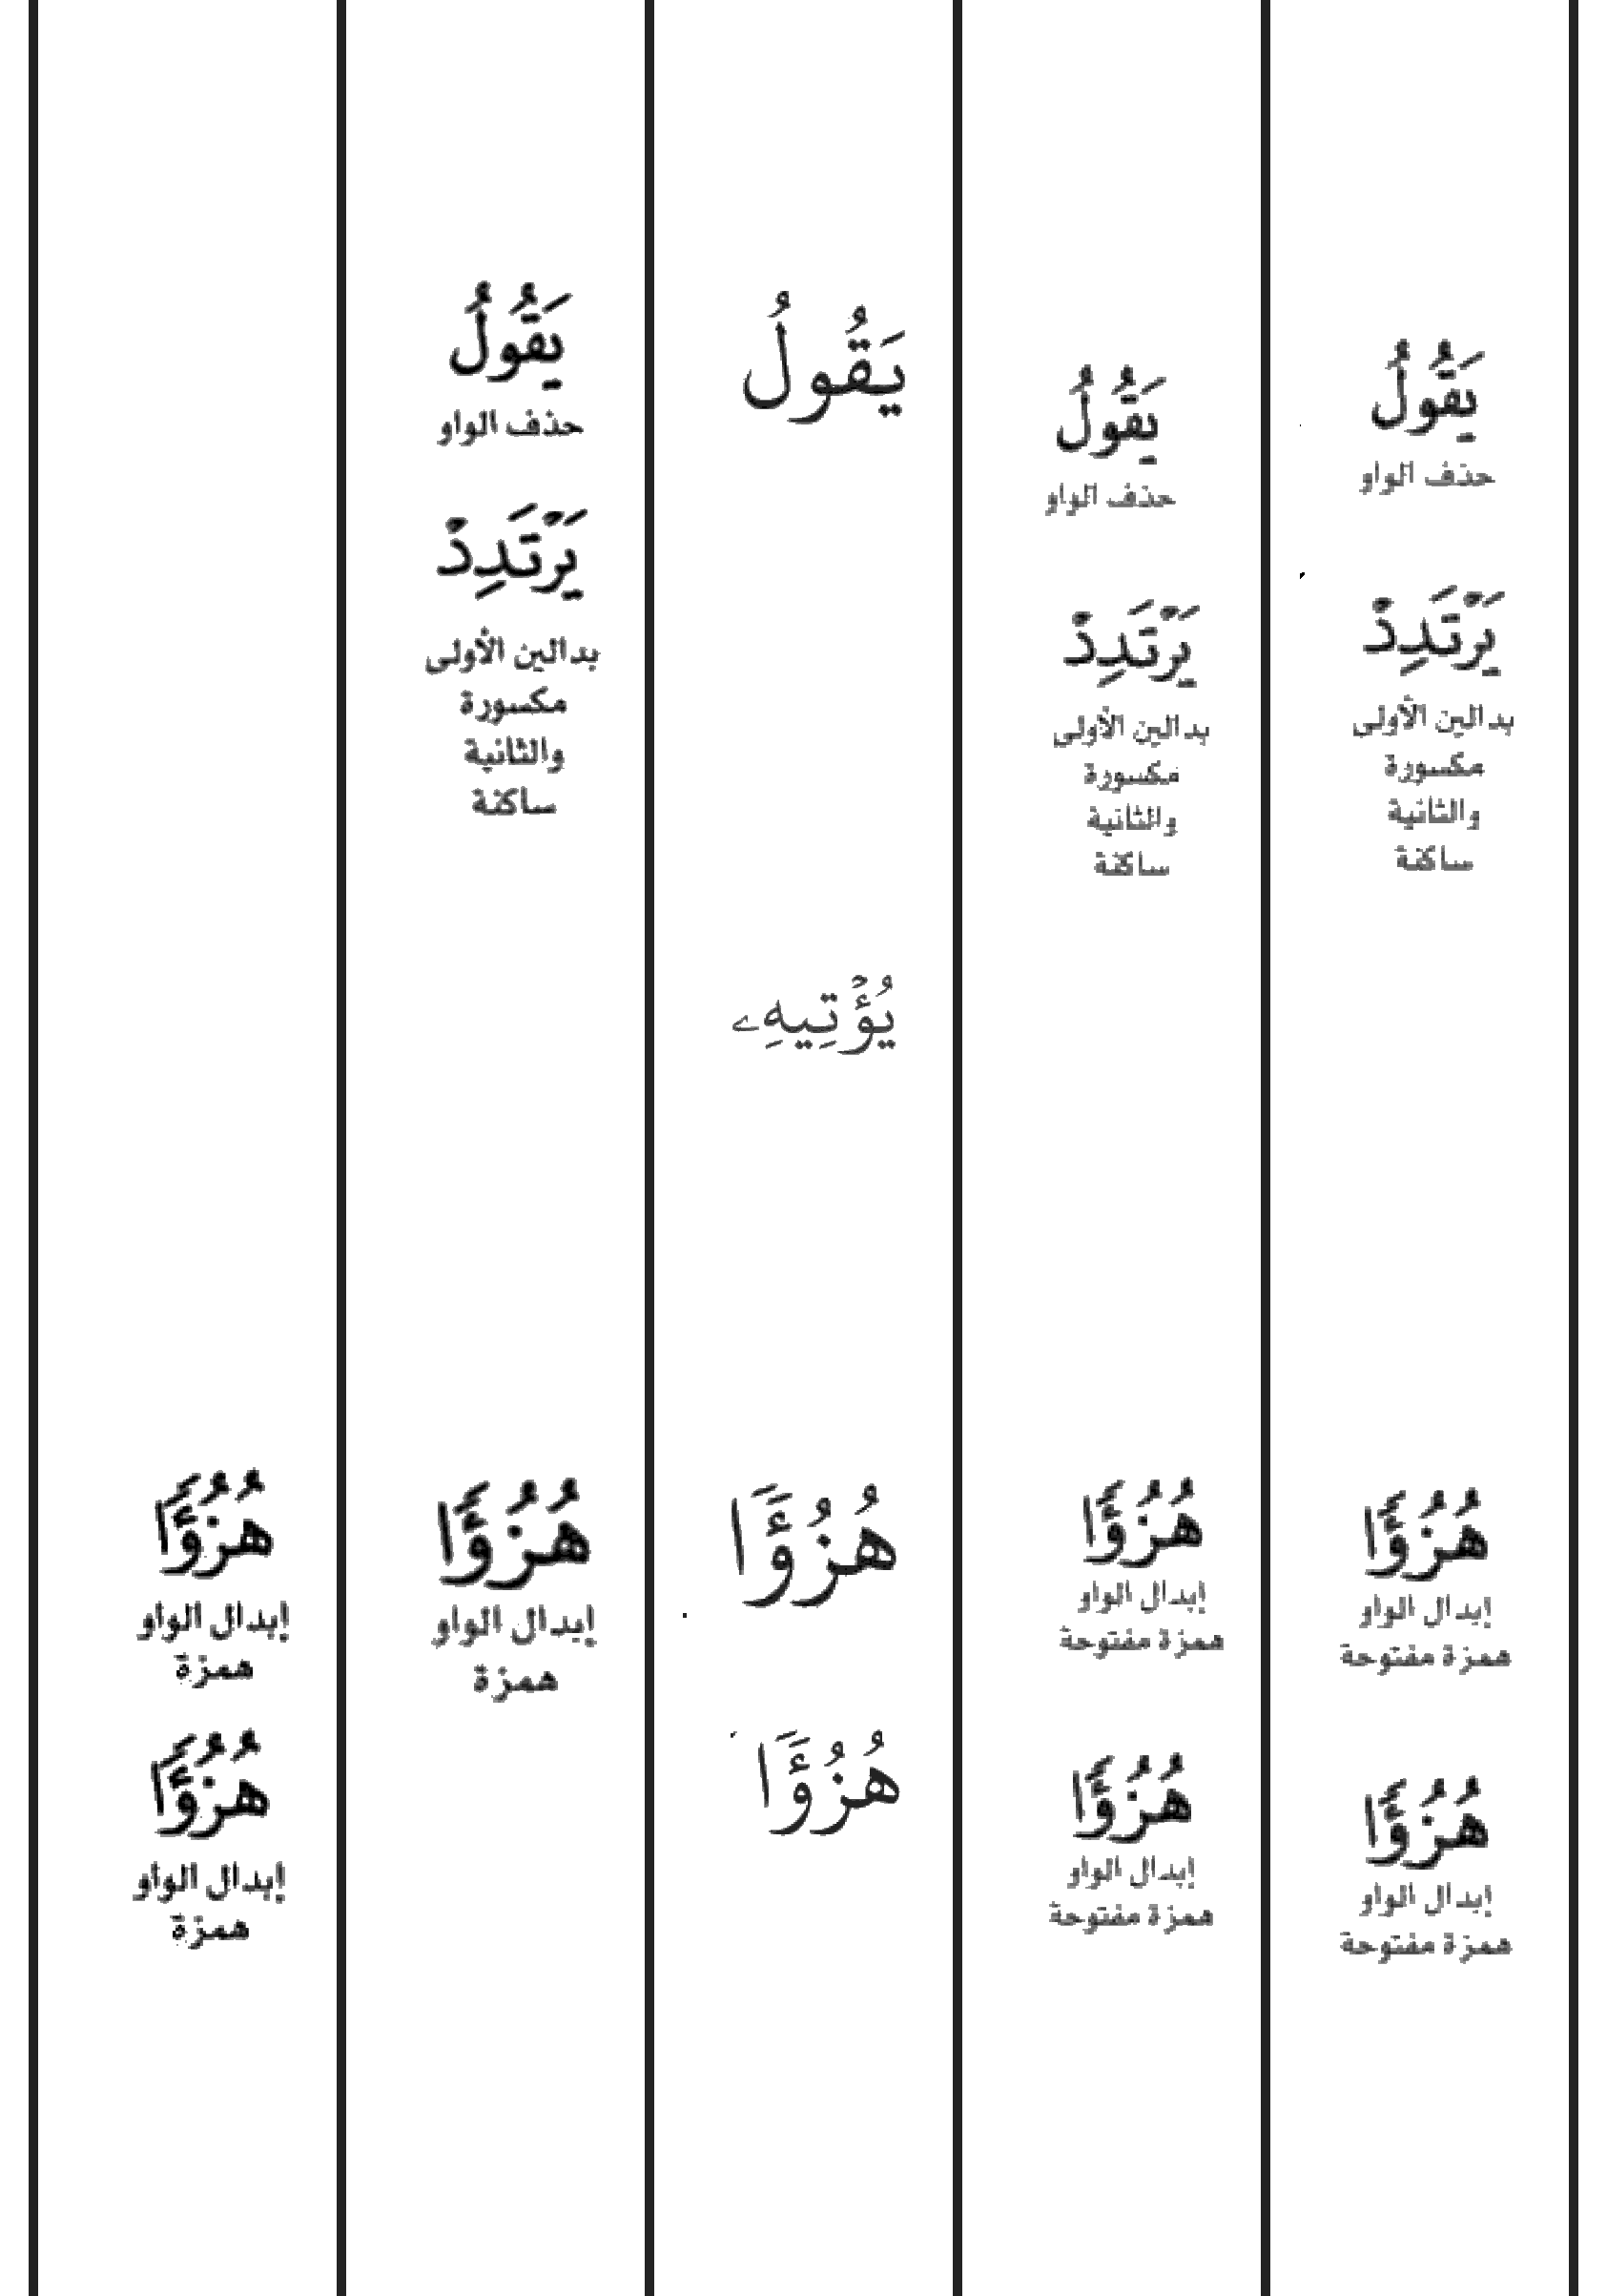 يَقُولُ
حذف الواو
يَرْتَدِدْ
بدالين الأولى
مكسورة
والثانية
ساكنة
هُزُؤًا
إبدال الواو
همزة مفتوحة
هُزُؤًا
إبدال الواو
همزة مفتوحة
يَقُولُ
حذف الواو
يَرْتَدِدْ
بدالين الأولى
مكسورة
والثانية
ساكنة
هُزُؤًا
إبدال الواو
همزة مفتوحة
هُزُؤًا
إبدال الواو
همزة مفتوحة
يَقُولُ
يُؤْتِيهِۦ
هُزُؤًا
هُزُؤًا
يَقُولُ
حذف الواو
يَرْتَدِدْ
بدالين الأولى
مكسورة
والثانية
ساكنة
هُزُؤًا
إبدال الواو
همزة
هُزُؤًا
إبدال الواو
همزة
هُزُؤًا
إبدال الواو
همزة